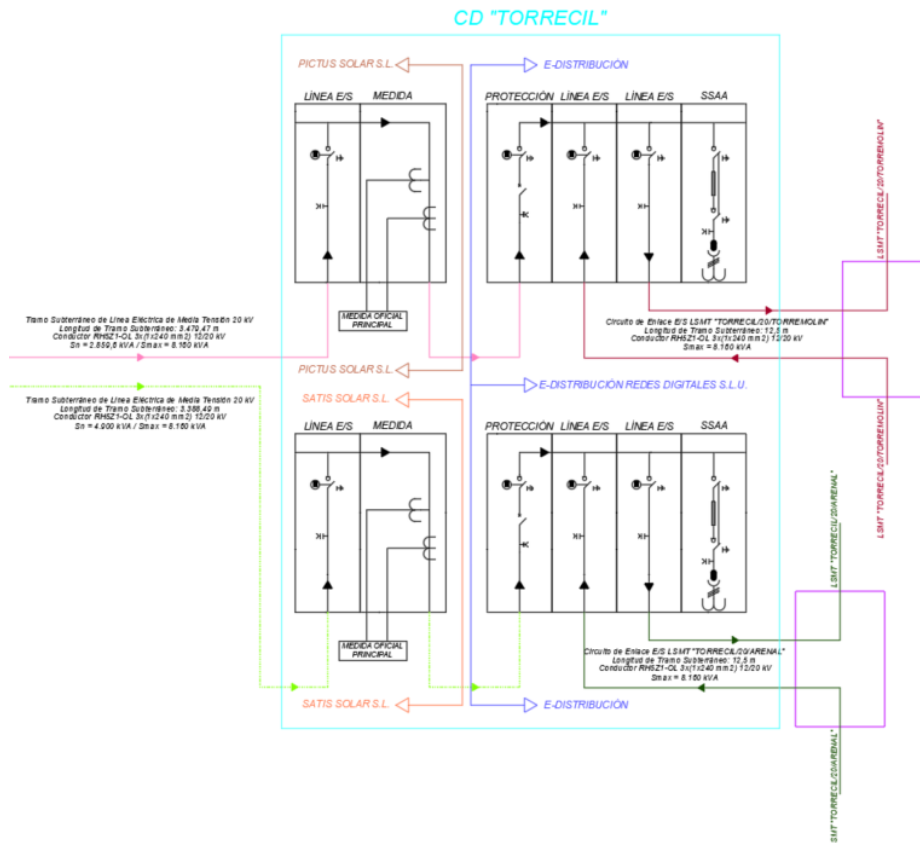 CD "TORRECIL"
PICTUS SOLAR S.L.
E-DISTRIBUCIÓN
LÍNEA E/S
MEDIDA
PROTECCIÓN
LÍNEA E/S
LÍNEA E/S
SSAA
LSMT "TORRECIL/20/TORREMOLIN"
MEDIDA OFICIAL
PRINCIPAL
Tramo Subterráneo de Línea Eléctrica de Media Tensión 20 kV
Longitud de Tramo Subterráneo: 3.479,47 m
Conductor RH5Z1-OL 3x(1x240 mm2) 12/20 kV
Sn = 2.859,6 kVA / Smax = 8.160 kVA
Circuito de Enlace E/S LSMT "TORRECIL/20/TORREMOLIN"
Longitud de Tramo Subterráneo: 12,5 m
Conductor RH5Z1-OL 3x(1x240 mm2) 12/20 kV
Smax = 8.160 kVA
PICTUS SOLAR S.L.
E-DISTRIBUCIÓN REDES DIGITALES S.L.U.
SATIS SOLAR S.L.
Tramo Subterráneo de Línea Eléctrica de Media Tensión 20 kV
Longitud de Tramo Subterráneo: 3.388,49 m
Conductor RH5Z1-OL 3x(1x240 mm2) 12/20 kV
Sn = 4.900 kVA / Smax = 8.160 kVA
LSMT "TORRECIL/20/TORREMOLIN"
LÍNEA E/S
MEDIDA
PROTECCIÓN
LÍNEA E/S
LÍNEA E/S
SSAA
LSMT "TORRECIL/20/ARENAL"
MEDIDA OFICIAL
PRINCIPAL
Circuito de Enlace E/S LSMT "TORRECIL/20/ARENAL"
Longitud de Tramo Subterráneo: 12,5 m
Conductor RH5Z1-OL 3x(1x240 mm2) 12/20 kV
Smax = 8.160 kVA
SATIS SOLAR S.L.
E-DISTRIBUCIÓN
SMT "TORRECIL/20/ARENAL"